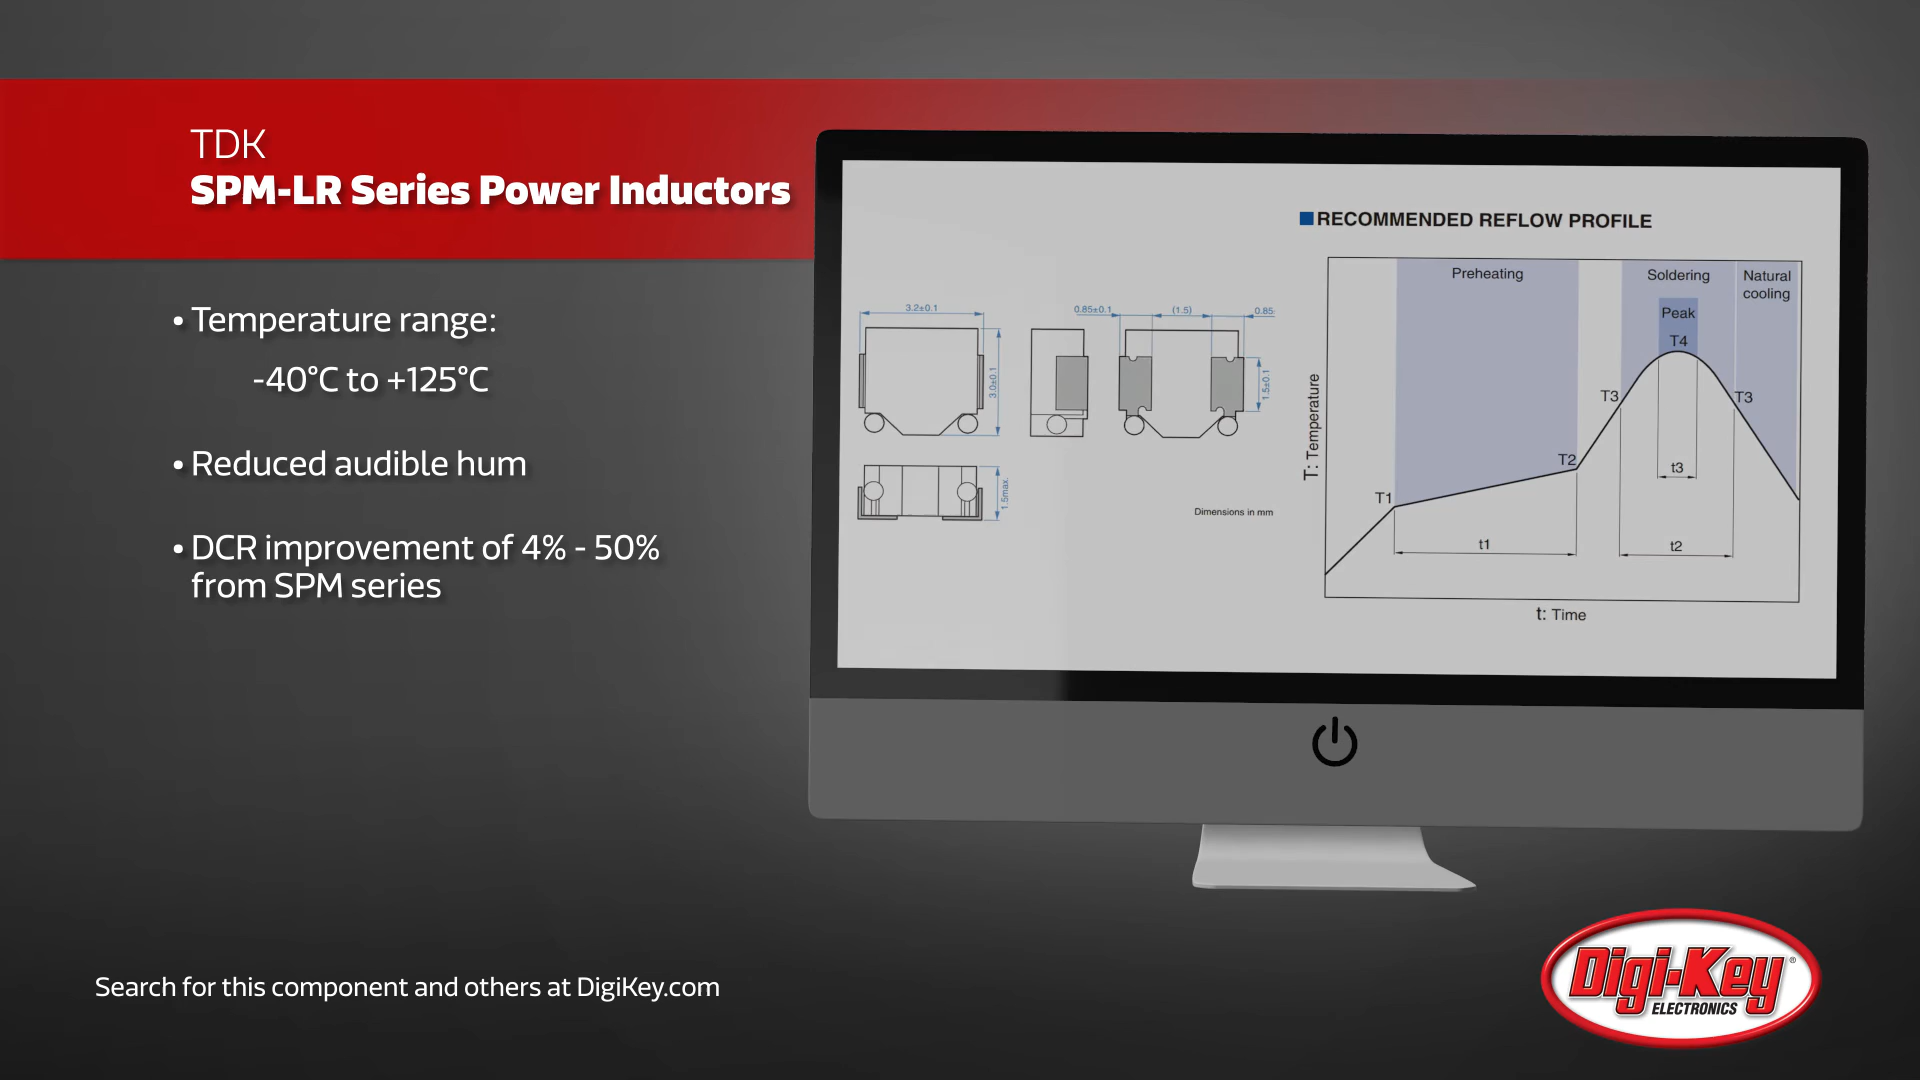 TDK
SPM-LR Series Power Inductors
• Temperature range:
-40°C to +125°C
• Reduced audible hum
• DCR improvement of 4% - 50%
from SPM series
3.2±0.1
3.0±0.1
1.5max.
0.85±0.1
(1.5)
0.85
1.5±0.1
Dimensions in mm
RECOMMENDED REFLOW PROFILE
Preheating
Soldering
Natural
cooling
Peak
T4
T3
T3
T2
T1
t3
t1
t2
T: Temperature
t: Time
Search for this component and others at DigiKey.com
Digi-Key®
ELECTRONICS